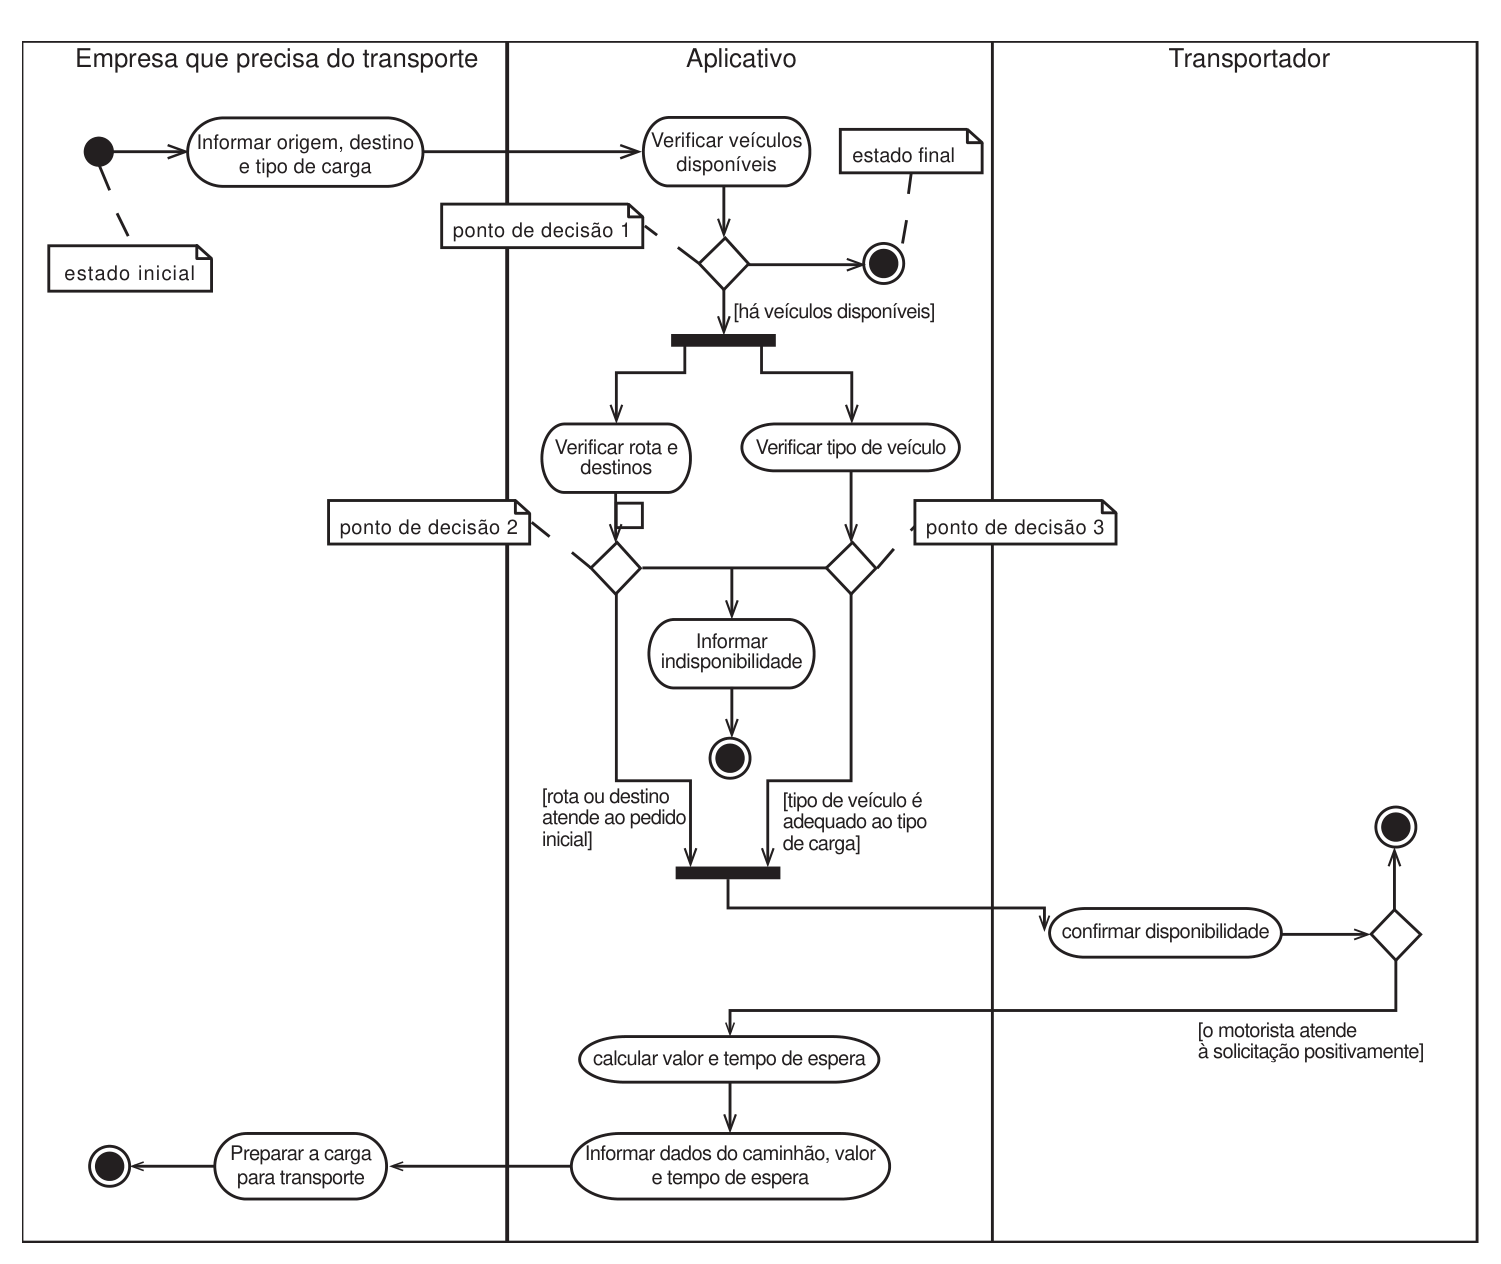 Empresa que precisa do transporte
Aplicativo
Transportador
Informar origem, destino
e tipo de carga
Verificar veículos
disponíveis
estado final
ponto de decisão 1
estado inicial
[há veículos disponíveis]
Verificar rota e
destinos
Verificar tipo de veículo
ponto de decisão 2
ponto de decisão 3
Informar
indisponibilidade
[rota ou destino
atende ao pedido
inicial]
[tipo de veículo é
adequado ao tipo
de carga]
confirmar disponibilidade
[o motorista atende
à solicitação positivamente]
calcular valor e tempo de espera
Informar dados do caminhão, valor
e tempo de espera
Preparar a carga
para transporte